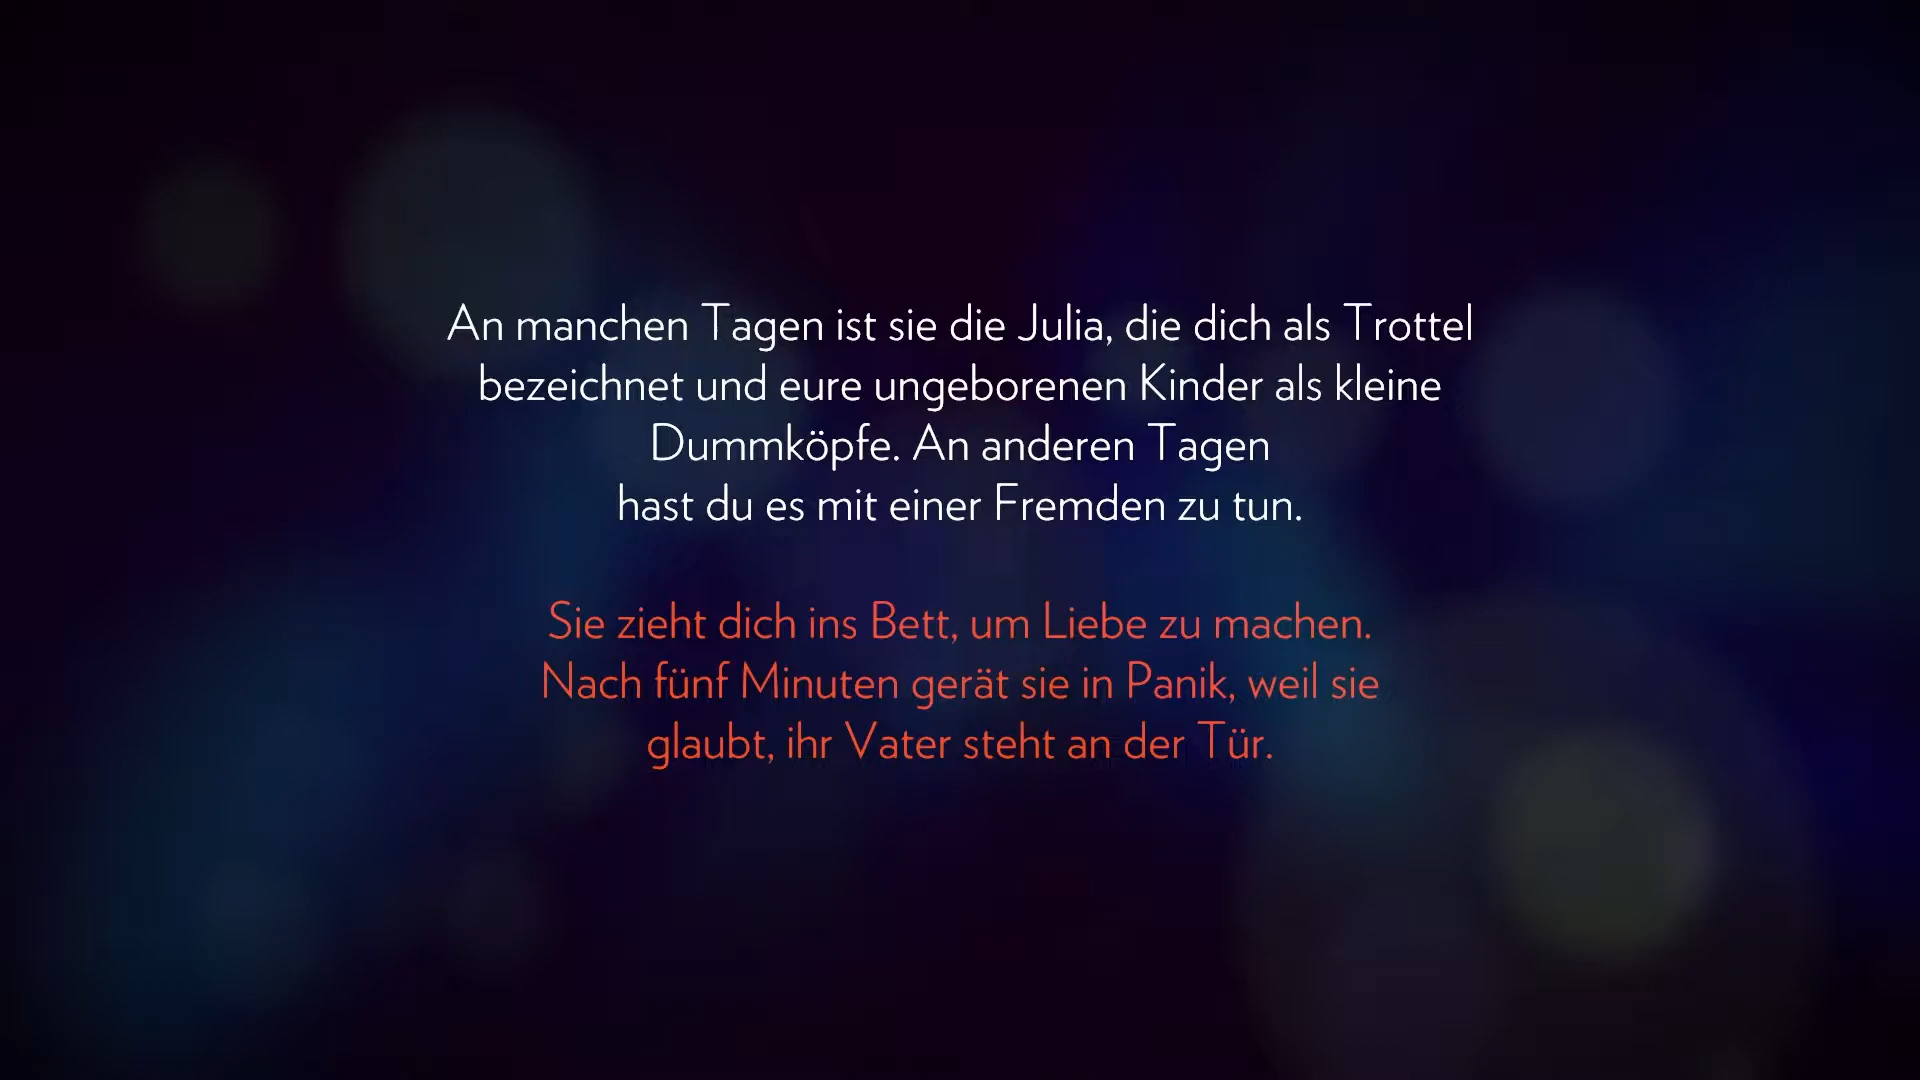 An manchen Tagen ist sie die Julia, die dich als Trottel
bezeichnet und eure ungeborenen Kinder als kleine
Dummköpfe. An anderen Tagen
hast du es mit einer Fremden zu tun.
Sie zieht dich ins Bett, um Liebe zu machen.
Nach fünf Minuten gerät sie in Panik, weil sie
glaubt, ihr Vater steht an der Tür.